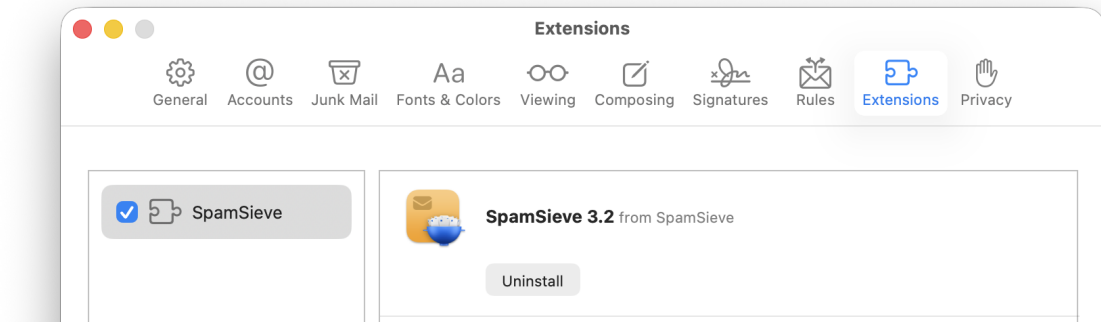 Extensions
General Accounts Junk Mail Fonts & Colors Viewing Composing Signatures Rules Extensions Privacy
SpamSieve
SpamSieve 3.2 from SpamSieve
Uninstall